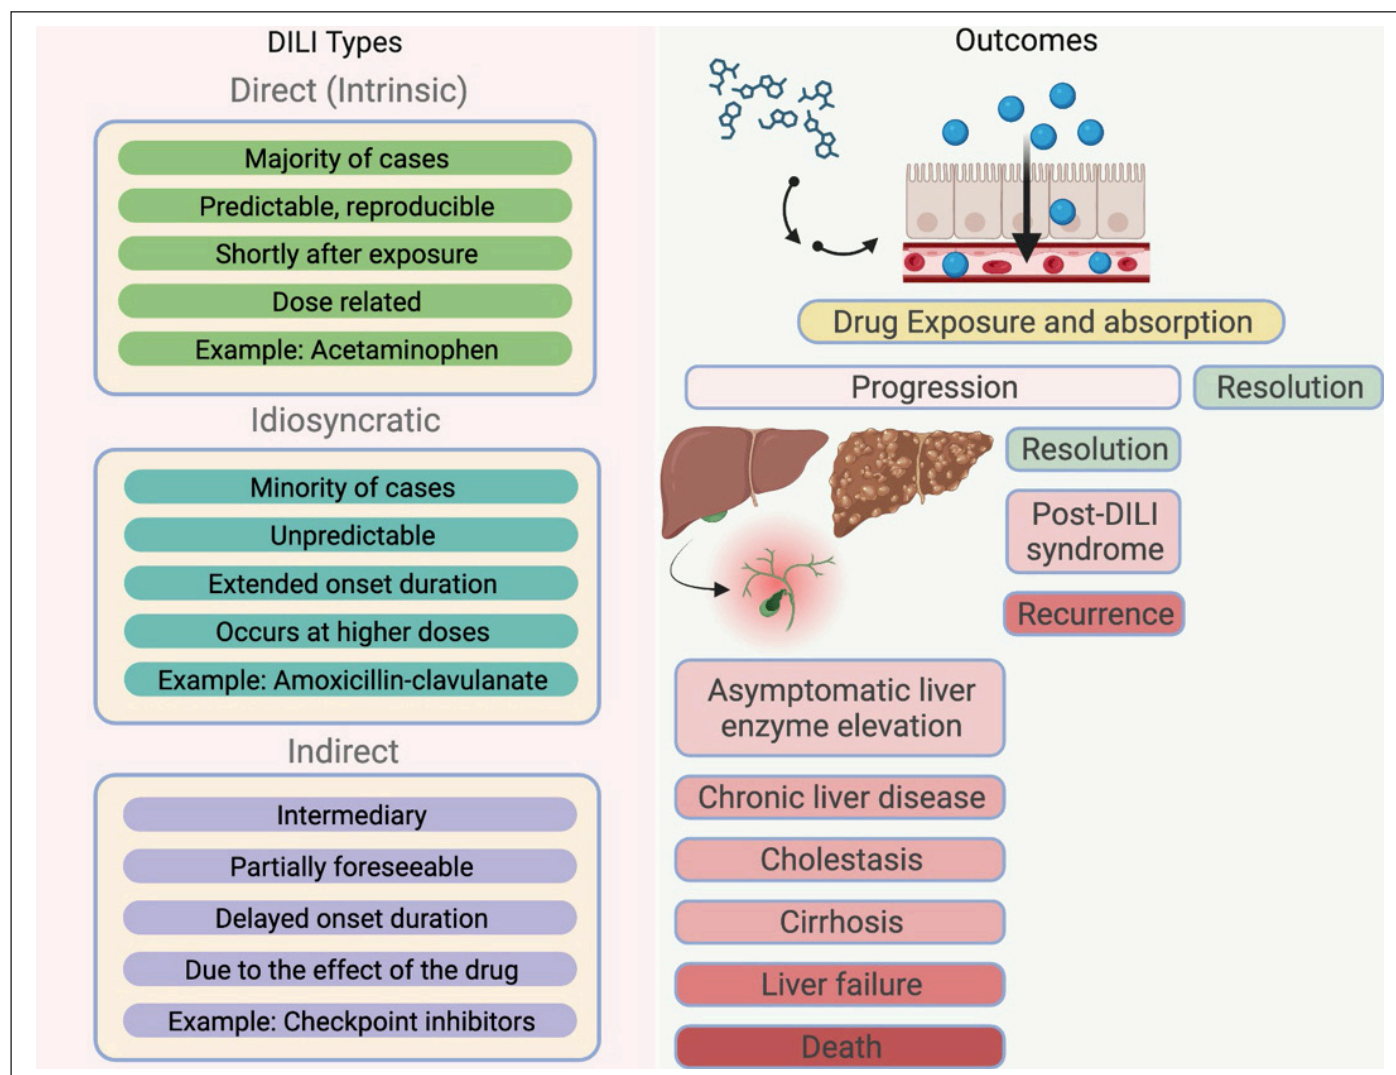 DILI Types
Direct (Intrinsic)
Majority of cases
Predictable, reproducible
Shortly after exposure
Dose related
Example: Acetaminophen
Idiosyncratic
Minority of cases
Unpredictable
Extended onset duration
Occurs at higher doses
Example: Amoxicillin-clavulanate
Indirect
Intermediary
Partially foreseeable
Delayed onset duration
Due to the effect of the drug
Example: Checkpoint inhibitors
Outcomes
Drug Exposure and absorption
Progression
Resolution
Resolution
Post-DILI
syndrome
Recurrence
Asymptomatic liver
enzyme elevation
Chronic liver disease
Cholestasis
Cirrhosis
Liver failure
Death